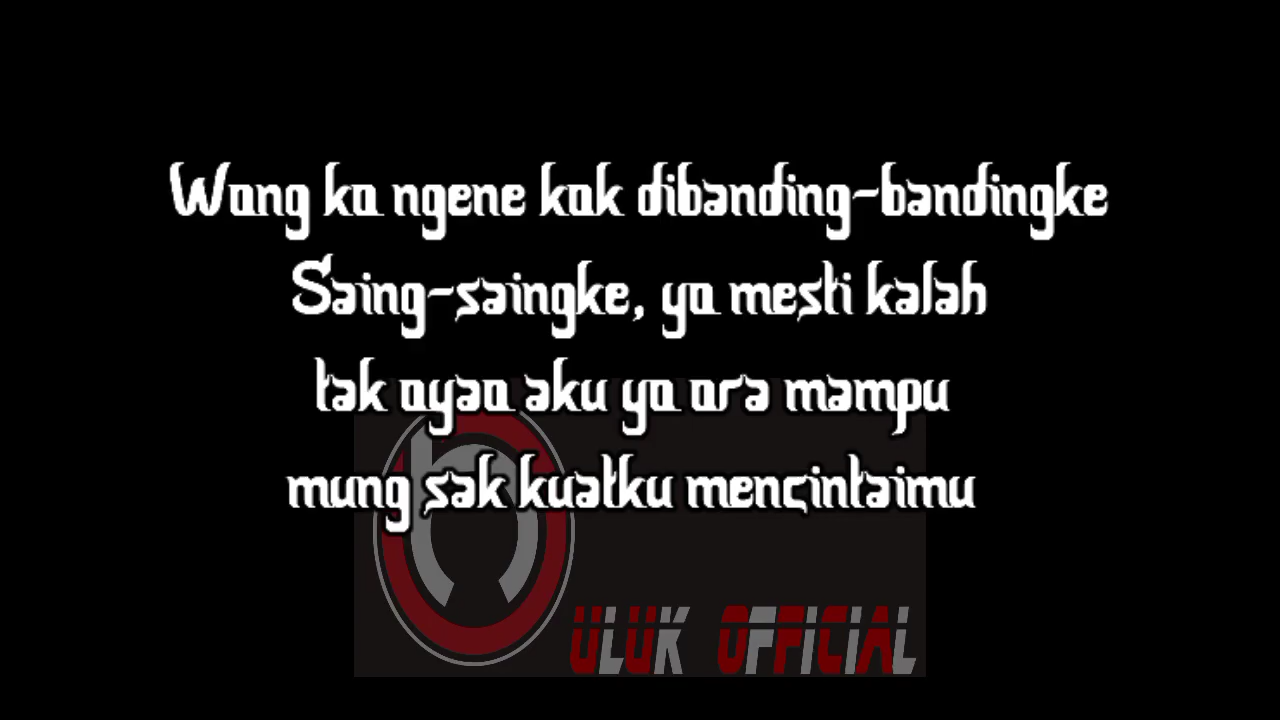 Wong ko ngene kok dibanding-bandingke
Saing-saingke, yo mesti kalah
tak oyao aku yo ora mampu
mung sak kuatku mencintaimu
ULUK OFFICIAL